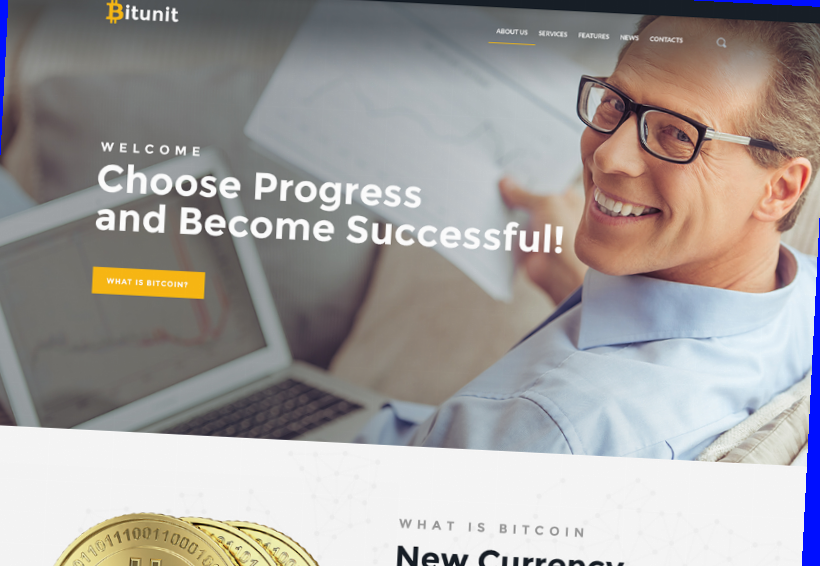 Bitunit
ABOUT US SERVICES FEATURES NEWS CONTACTS
WELCOME
Choose Progress
and Become Successful!
WHAT IS BITCOIN?
WHAT IS BITCOIN
New Currency